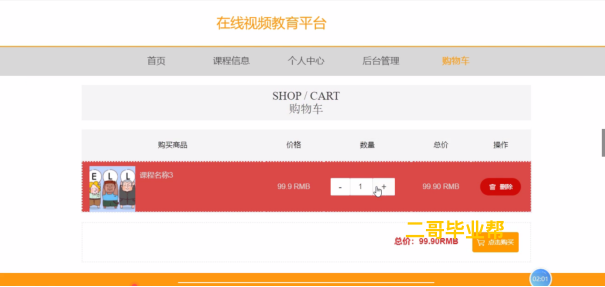 在线视频教育平台
首页 课程信息 个人中心 后台管理 购物车
SHOP / CART
购物车
购买商品 价格 数量 总价 操作
E L L
课程名称3
99.9 RMB - 1 + 99.90 RMB 删除
二哥毕业帮
总价：99.90RMB 点击购买
02:01